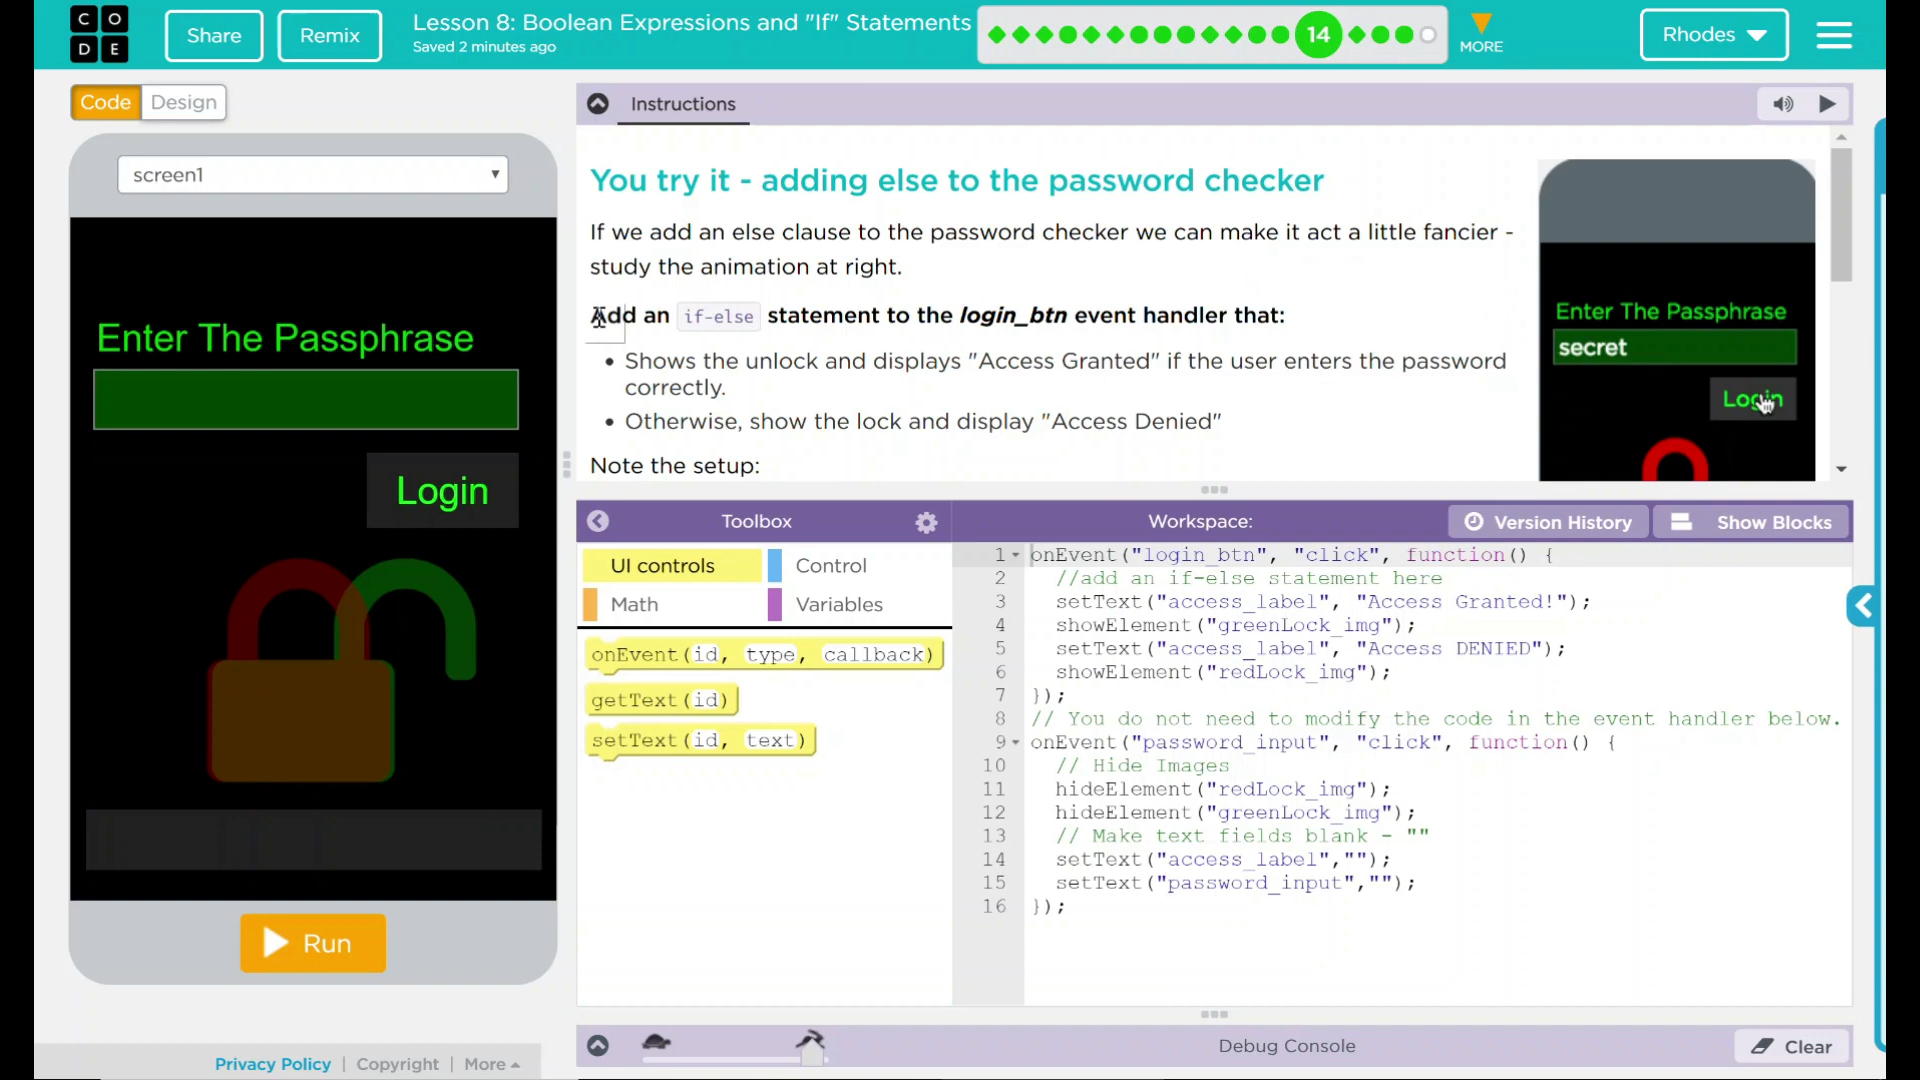 C O
D E
Share
Remix
Lesson 8: Boolean Expressions and "If" Statements
Saved 2 minutes ago
14
MORE
Rhodes
Code
Design
screen1
Enter The Passphrase
Login
Run
Privacy Policy | Copyright | More
Instructions
You try it - adding else to the password checker
If we add an else clause to the password checker we can make it act a little fancier -
study the animation at right.
Add an if-else statement to the login_btn event handler that:
Shows the unlock and displays "Access Granted" if the user enters the password
correctly.
Otherwise, show the lock and display "Access Denied"
Note the setup:
Enter The Passphrase
secret
Login
Toolbox
UI controls
Control
Math
Variables
onEvent(id, type, callback)
getText(id)
setText(id, text)
Workspace:
Version History
Show Blocks
1 onEvent("login_btn", "click", function() {
2 //add an if-else statement here
3 setText("access_label", "Access Granted!");
4 showElement("greenLock_img");
5 setText("access_label", "Access DENIED");
6 showElement("redLock_img");
7 });
8 // You do not need to modify the code in the event handler below.
9 onEvent("password_input", "click", function() {
10 // Hide Images
11 hideElement("redLock_img");
12 hideElement("greenLock_img");
13 // Make text fields blank - ""
14 setText("access_label","");
15 setText("password_input","");
16 });
Debug Console
Clear